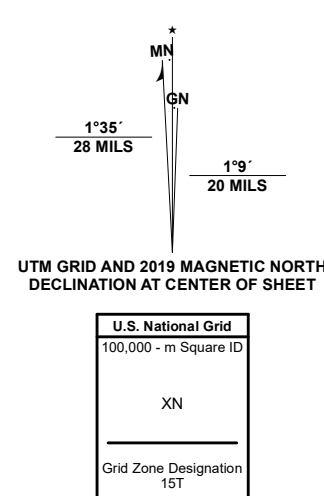 ★
MN
GN
1°35´
28 MILS
1°9´
20 MILS
UTM GRID AND 2019 MAGNETIC NORTH
DECLINATION AT CENTER OF SHEET
U.S. National Grid
100,000 - m Square ID
XN
Grid Zone Designation
15T